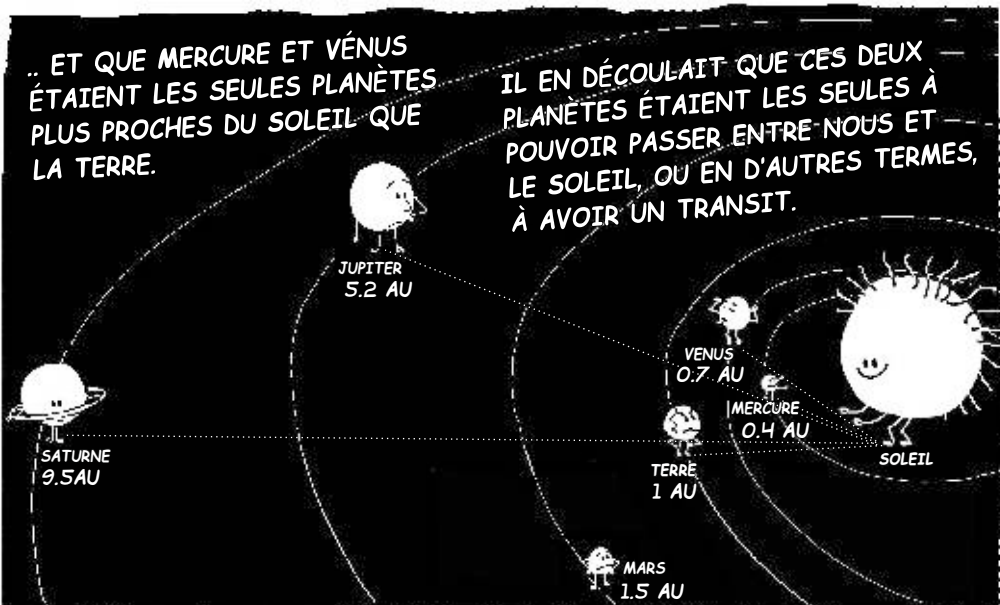 .. ET QUE MERCURE ET VÉNUS
ÉTAIENT LES SEULES PLANÈTES
PLUS PROCHES DU SOLEIL QUE
LA TERRE.
IL EN DÉCOULAIT QUE CES DEUX
PLANÈTES ÉTAIENT LES SEULES À
POUVOIR PASSER ENTRE NOUS ET
LE SOLEIL, OU EN D'AUTRES TERMES,
À AVOIR UN TRANSIT.
JUPITER
5.2 AU
VENUS
0.7 AU
MERCURE
0.4 AU
SATURNE
9.5AU
TERRE
1 AU
SOLEIL
MARS
1.5 AU